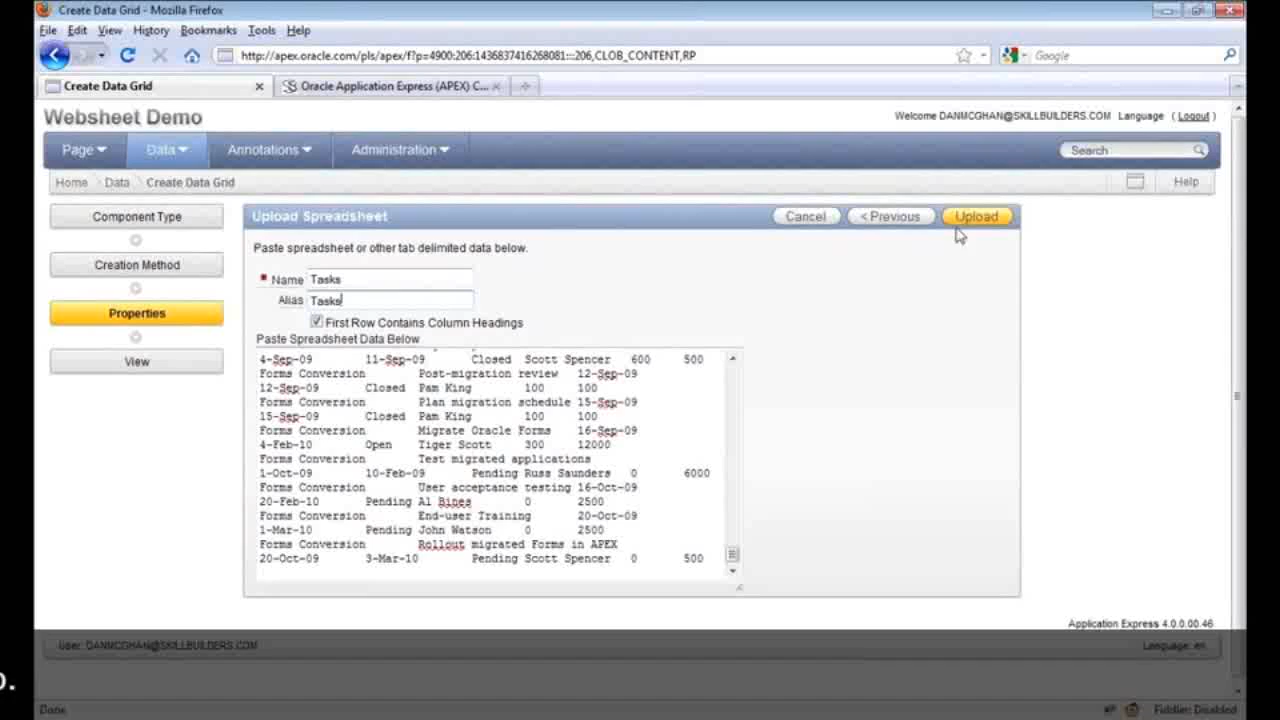 Create Data Grid - Mozilla Firefox
File Edit View History Bookmarks Tools Help
http://apex.oracle.com/pls/apex/f?p=4900:206:1436837416268081:::206,CLOB_CONTENT,RP
Google
Create Data Grid
Oracle Application Express (APEX) C...
Websheet Demo
Welcome DANMCGHAN@SKILLBUILDERS.COM Language ( Logout )
Page Data Annotations Administration
Search
Home Data Create Data Grid
Help
Component Type
Creation Method
Properties
View
Upload Spreadsheet
Cancel < Previous Upload
Paste spreadsheet or other tab delimited data below.
Name Tasks
Alias Tasks
First Row Contains Column Headings
Paste Spreadsheet Data Below
4-Sep-09 11-Sep-09 Closed Scott Spencer 600 500
Forms Conversion Post-migration review 12-Sep-09
12-Sep-09 Closed Pam King 100 100
Forms Conversion Plan migration schedule 15-Sep-09
15-Sep-09 Closed Pam King 100 100
Forms Conversion Migrate Oracle Forms 16-Sep-09
4-Feb-10 Open Tiger Scott 300 12000
Forms Conversion Test migrated applications
1-Oct-09 10-Feb-09 Pending Russ Saunders 0 6000
Forms Conversion User acceptance testing 16-Oct-09
20-Feb-10 Pending Al Bines 0 2500
Forms Conversion End-user Training 20-Oct-09
1-Mar-10 Pending John Watson 0 2500
Forms Conversion Rollout migrated Forms in APEX
20-Oct-09 3-Mar-10 Pending Scott Spencer 0 500
Application Express 4.0.0.00.46
User: DANMCGHAN@SKILLBUILDERS.COM
Language: en
Done
Fiddler: Disabled